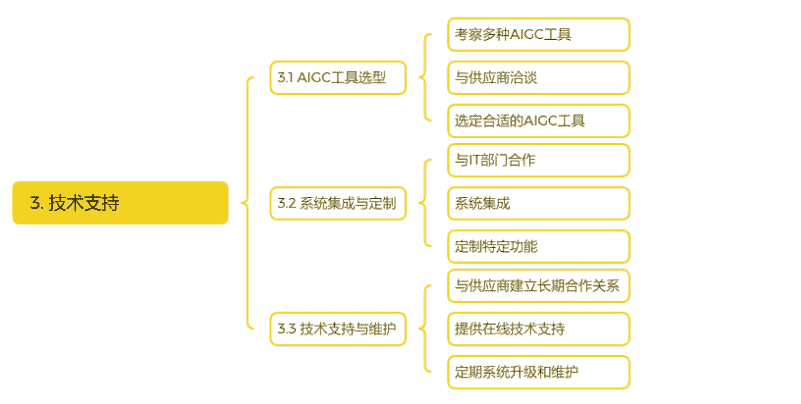 3. 技术支持
3.1 AIGC工具选型
考察多种AIGC工具
与供应商洽谈
选定合适的AIGC工具
3.2 系统集成与定制
与IT部门合作
系统集成
定制特定功能
3.3 技术支持与维护
与供应商建立长期合作关系
提供在线技术支持
定期系统升级和维护